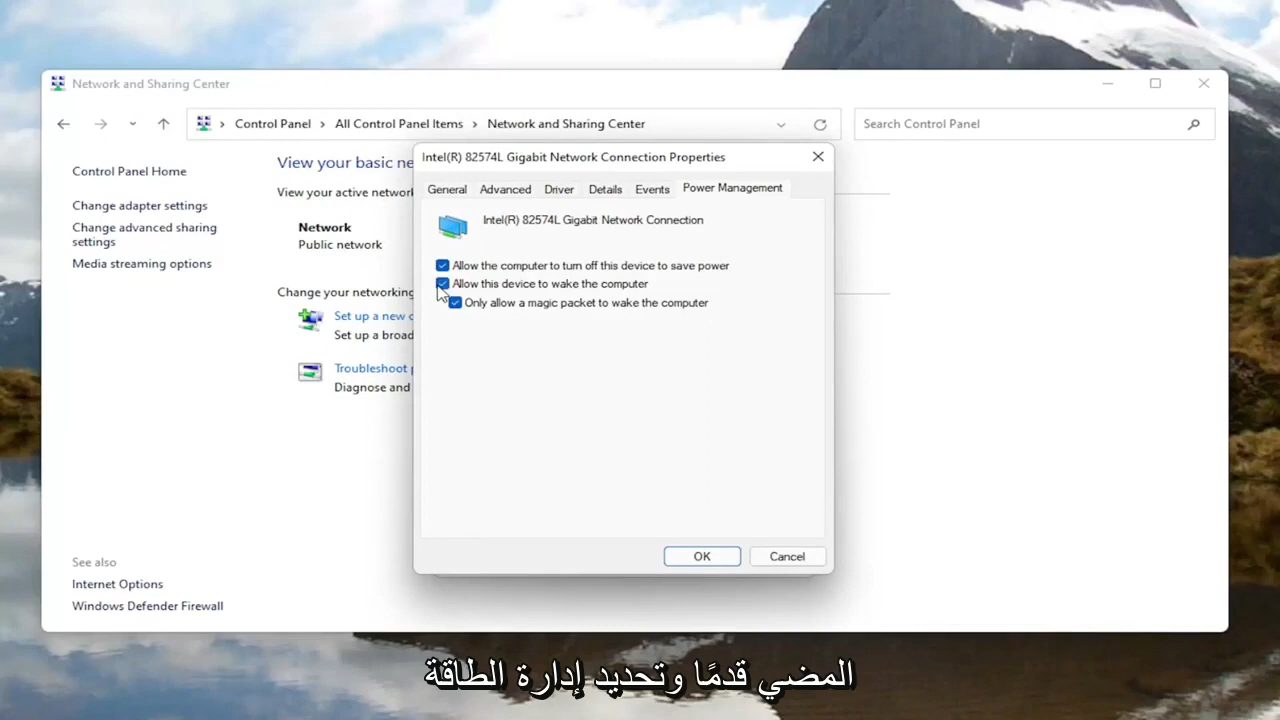 Network and Sharing Center
Control Panel > All Control Panel Items > Network and Sharing Center
Search Control Panel
Control Panel Home
Change adapter settings
Change advanced sharing
settings
Media streaming options
See also
Internet Options
Windows Defender Firewall
View your basic
View your active
Network
Public network
Change your networking
Set up a new
Set up a
Troubleshoot
Diagnose and
Intel(R) 82574L Gigabit Network Connection Properties
General Advanced Driver Details Events Power Management
Intel(R) 82574L Gigabit Network Connection
Allow the computer to turn off this device to save power
Allow this device to wake the computer
Only allow a magic packet to wake the computer
OK Cancel
المضي قدمًا وتحديد إدارة الطاقة